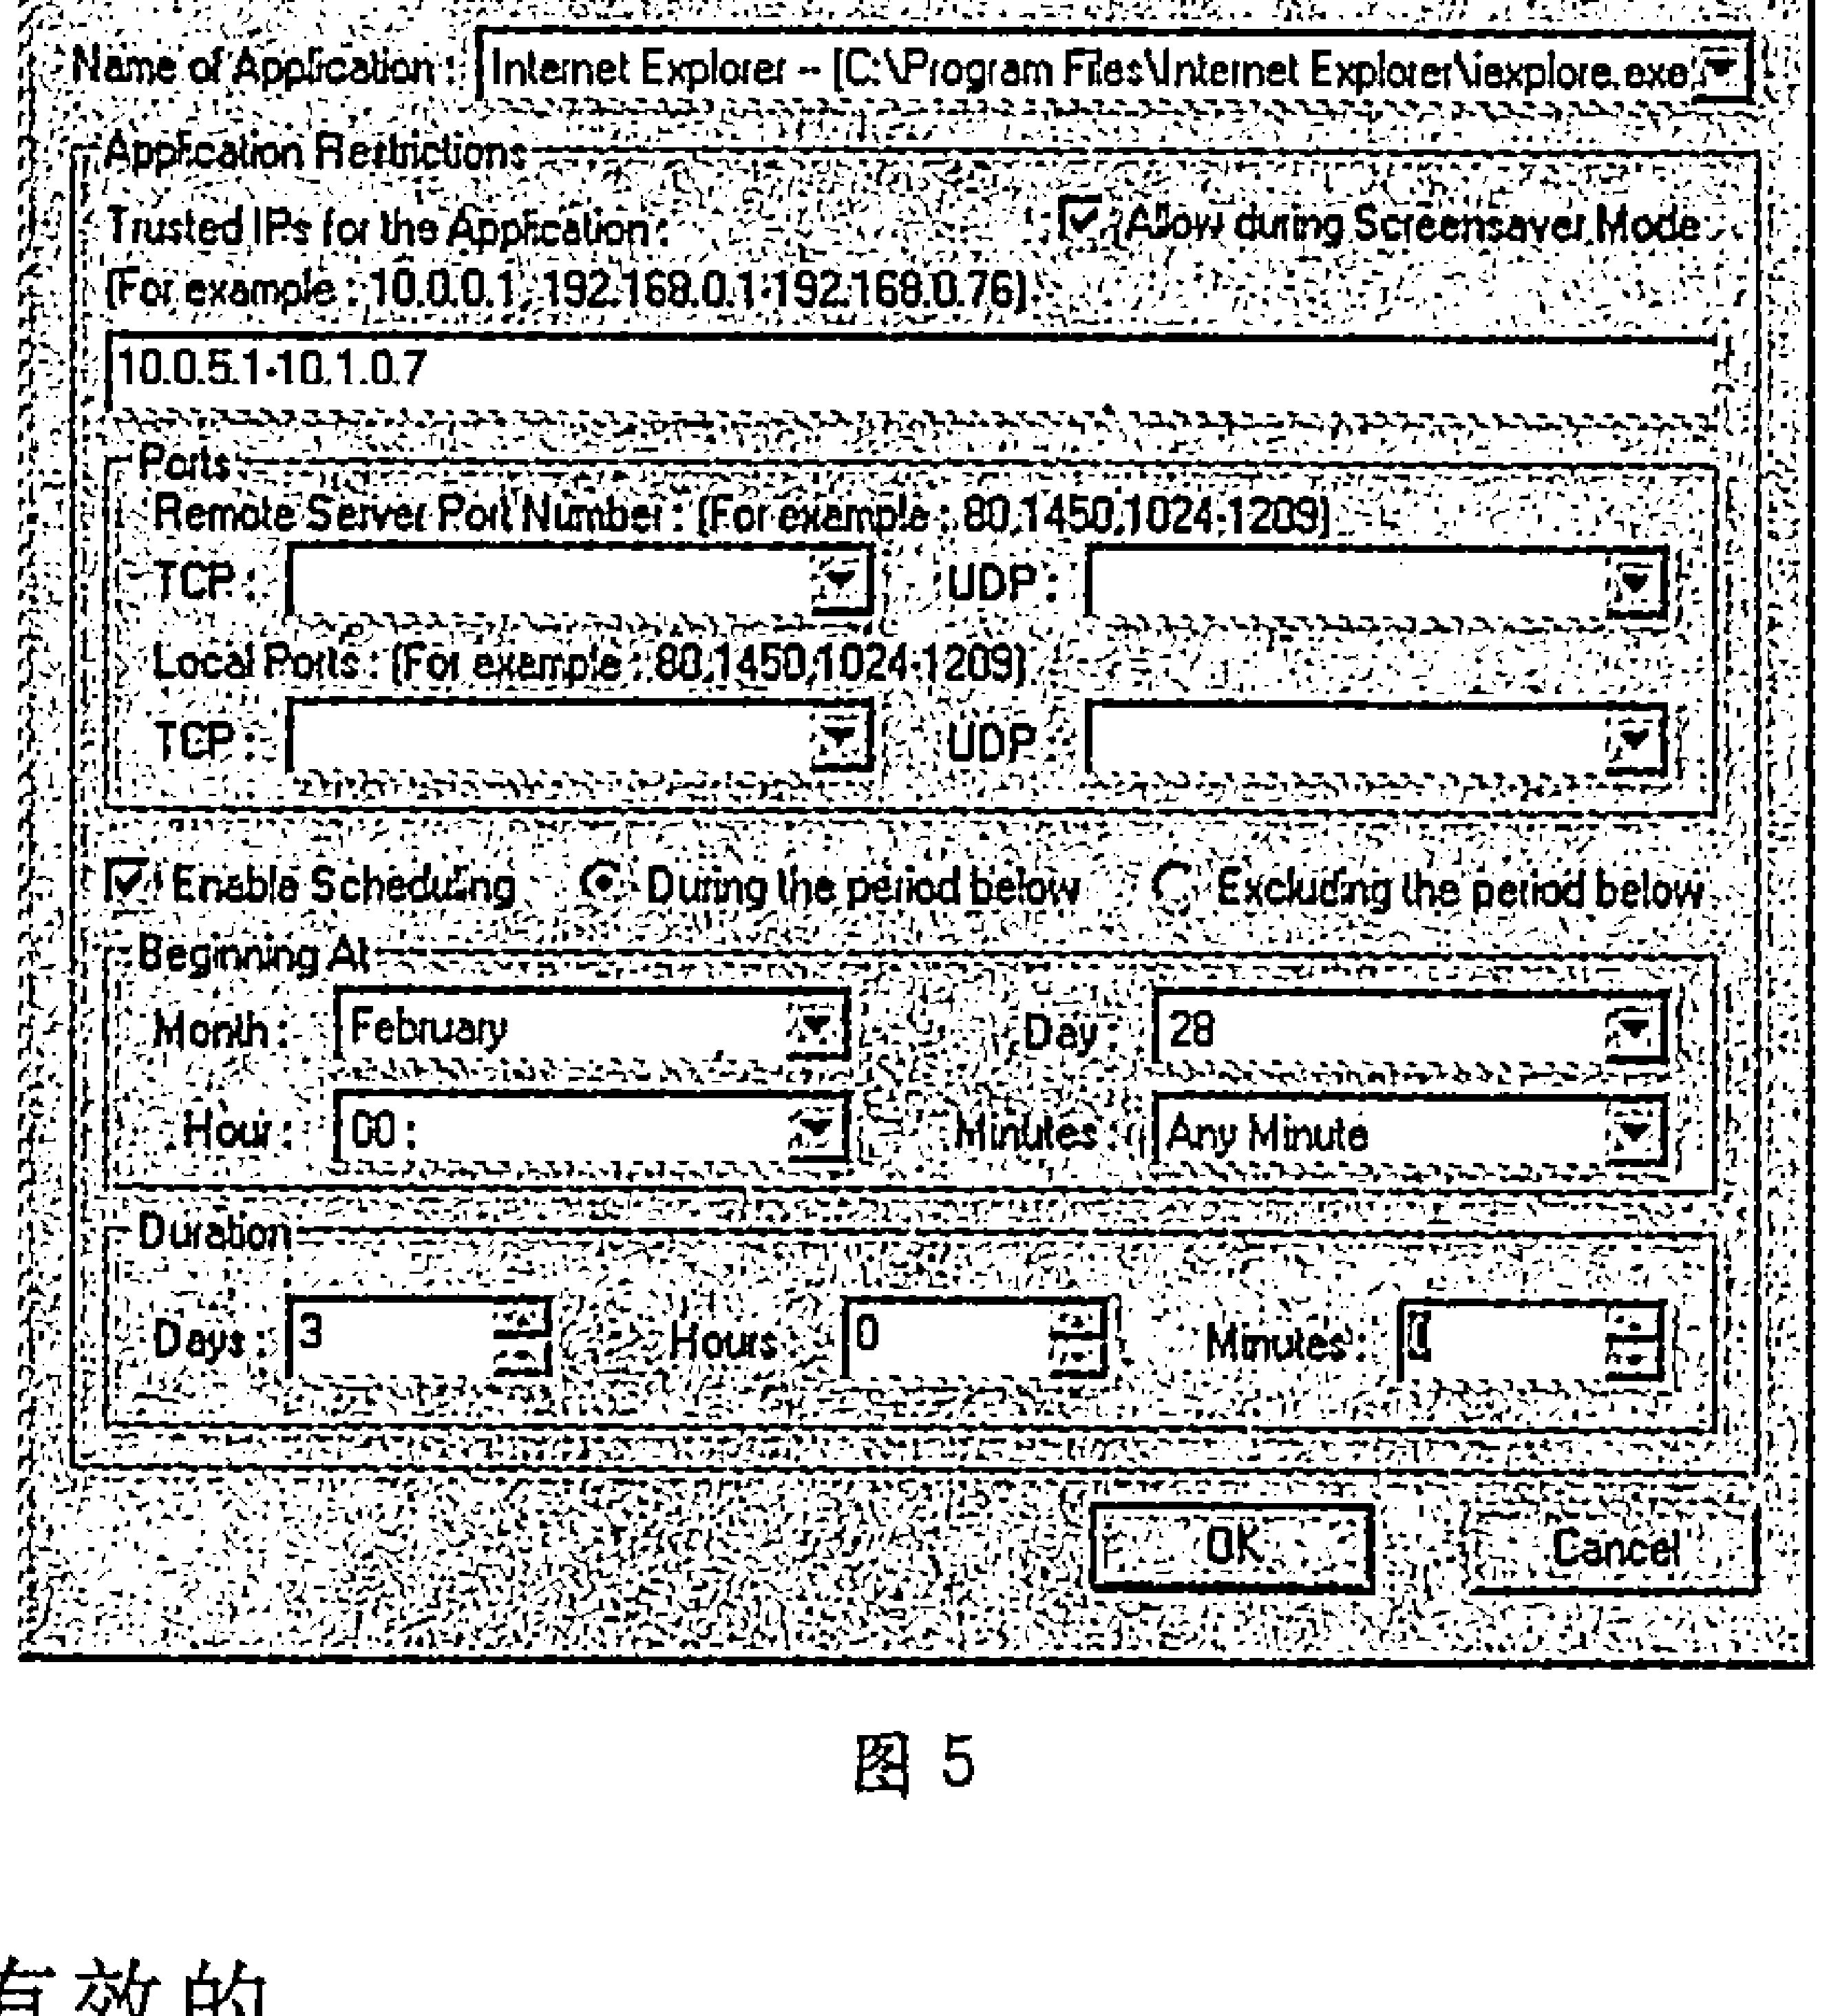 Name of Application : Internet Explorer -- [C:\Program Files\Internet Explorer\iexplore.exe
Application Restrictions
Trusted IPs for the Application : Allow during Screensaver Mode
(For example : 10.0.0.1, 192.168.0.1-192.168.0.76)
10.0.5.1-10.1.0.7
Ports
Remote Server Port Number : (For example : 80,1450,1024-1209)
TCP : UDP :
Local Ports : (For example : 80,1450,1024-1209)
TCP : UDP :
Enable Scheduling During the period below Excluding the period below
Beginning At
Month : February Day : 28
Hour : 00 : Minutes : Any Minute
Duration
Days : 3 Hours : 0 Minutes : 0
OK Cancel
图 5
有效的